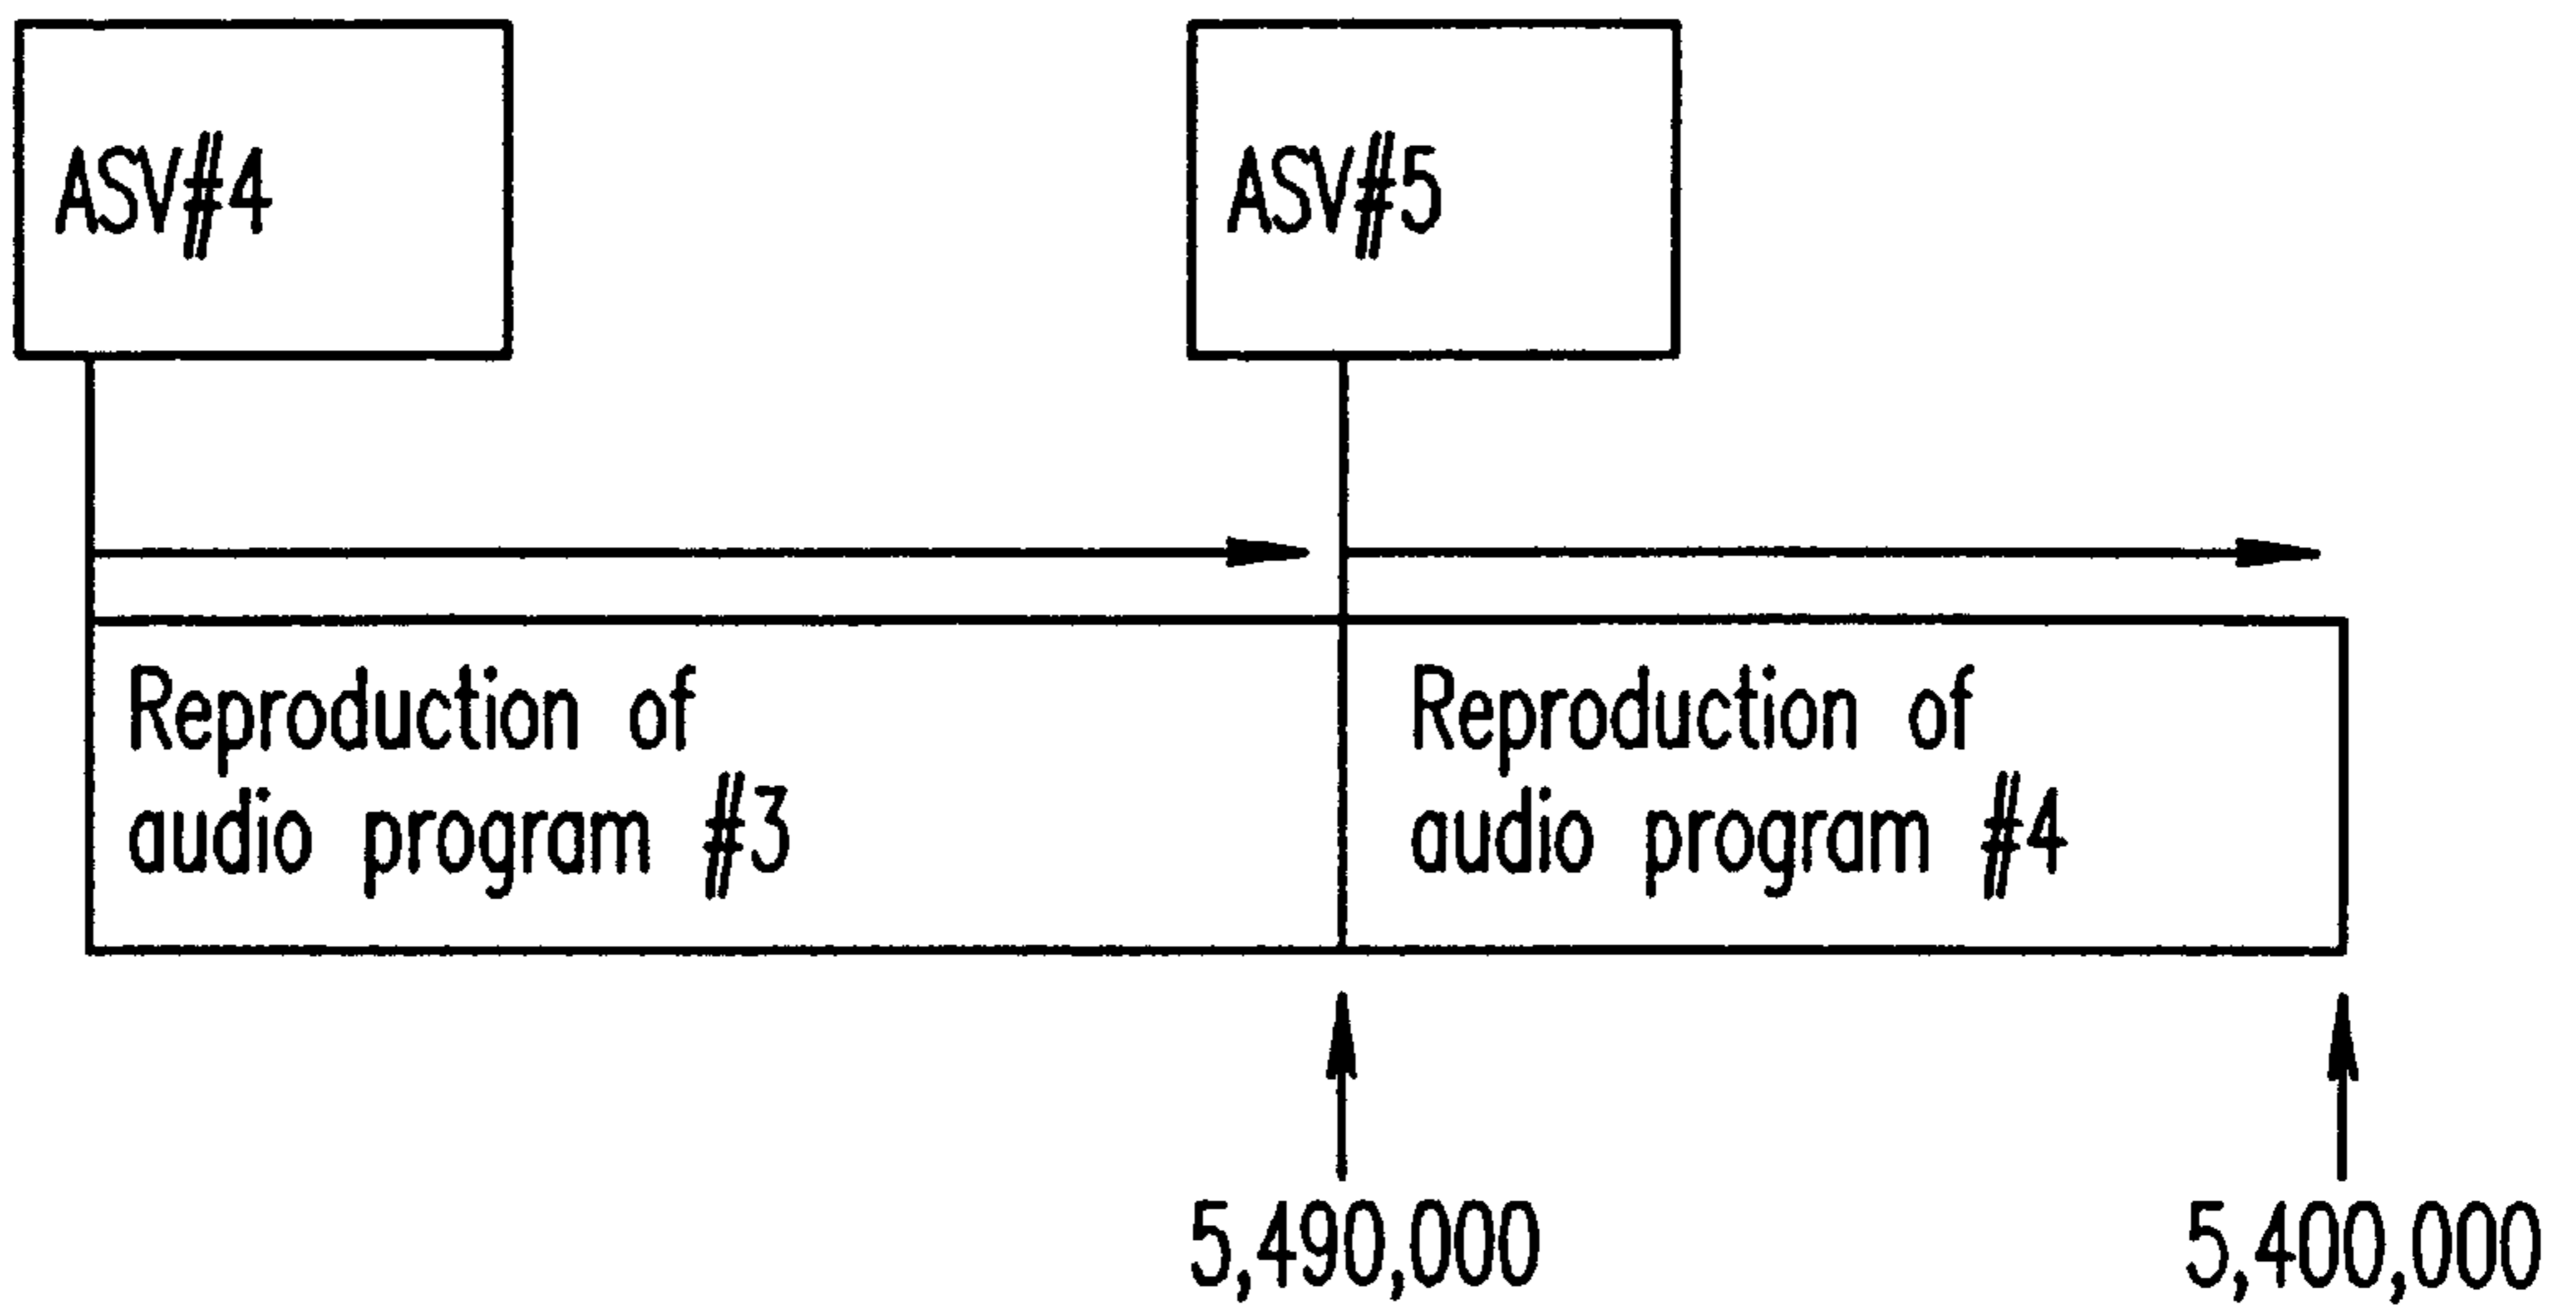 ASV#4
ASV#5
Reproduction of
audio program #3
Reproduction of
audio program #4
5,490,000
5,400,000